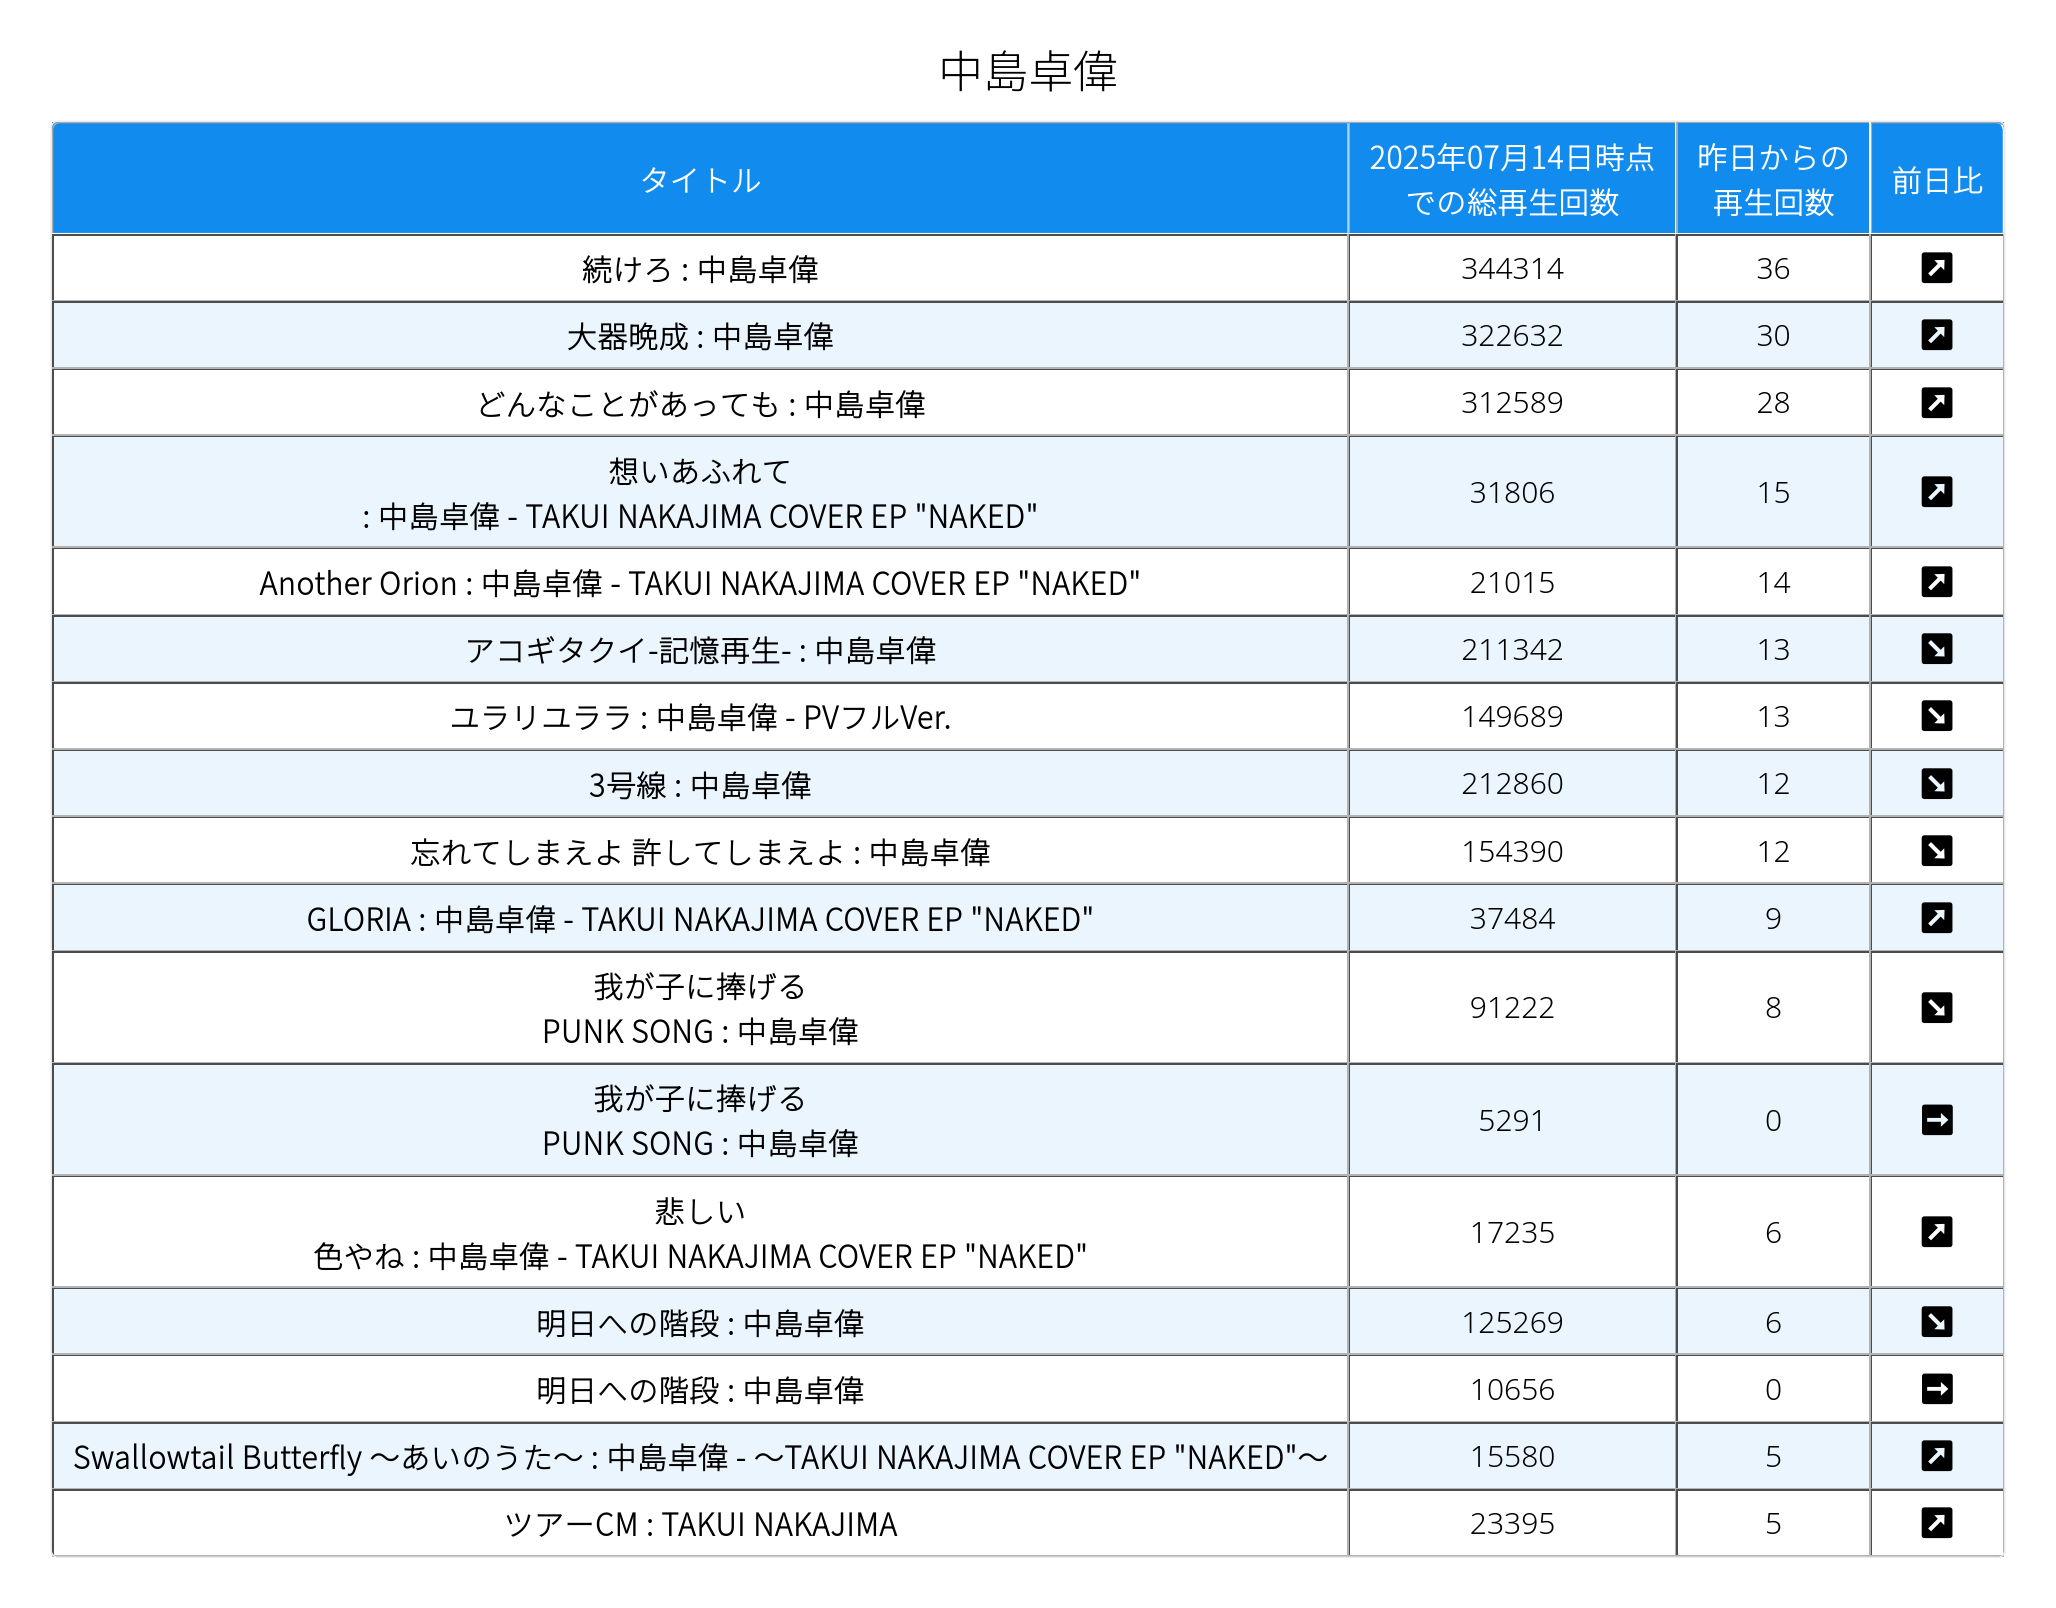 中島卓偉
タイトル
2025年07月14日時点
での総再生回数
昨日からの
再生回数
前日比
続けろ : 中島卓偉 344314 36
大器晩成 : 中島卓偉 322632 30
どんなことがあっても : 中島卓偉 312589 28
想いあふれて
: 中島卓偉 - TAKUI NAKAJIMA COVER EP "NAKED" 31806 15
Another Orion : 中島卓偉 - TAKUI NAKAJIMA COVER EP "NAKED" 21015 14
アコギタクイ-記憶再生- : 中島卓偉 211342 13
ユラリユララ : 中島卓偉 - PVフルVer. 149689 13
3号線 : 中島卓偉 212860 12
忘れてしまえよ 許してしまえよ : 中島卓偉 154390 12
GLORIA : 中島卓偉 - TAKUI NAKAJIMA COVER EP "NAKED" 37484 9
我が子に捧げる
PUNK SONG : 中島卓偉 91222 8
我が子に捧げる
PUNK SONG : 中島卓偉 5291 0
悲しい
色やね : 中島卓偉 - TAKUI NAKAJIMA COVER EP "NAKED" 17235 6
明日への階段 : 中島卓偉 125269 6
明日への階段 : 中島卓偉 10656 0
Swallowtail Butterfly 〜あいのうた〜 : 中島卓偉 - 〜TAKUI NAKAJIMA COVER EP "NAKED"〜 15580 5
ツアーCM : TAKUI NAKAJIMA 23395 5